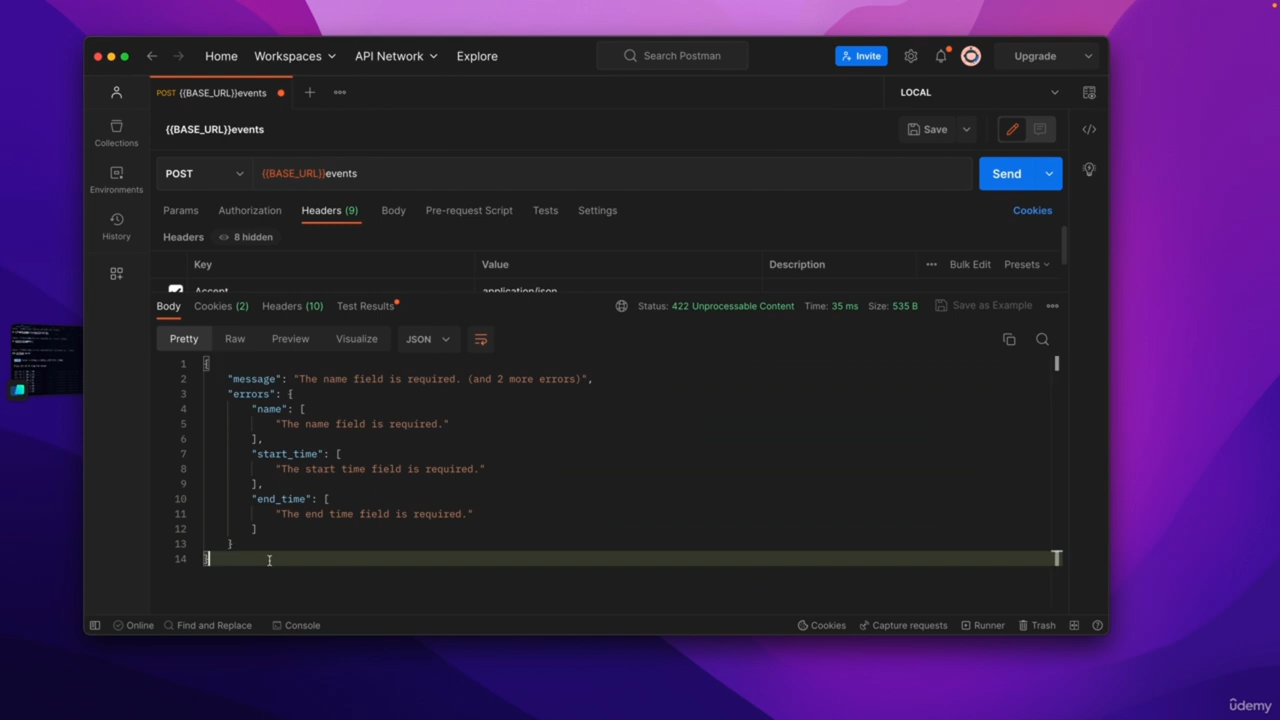 Home Workspaces API Network Explore Search Postman Invite Upgrade
POST {{BASE_URL}}events LOCAL
{{BASE_URL}}events Save
Collections
POST {{BASE_URL}}events Send
Environments
Params Authorization Headers (9) Body Pre-request Script Tests Settings Cookies
History
Headers 8 hidden
Key Value Description Bulk Edit Presets
Accept application/json
Body Cookies (2) Headers (10) Test Results Status: 422 Unprocessable Content Time: 35 ms Size: 535 B Save as Example
Pretty Raw Preview Visualize JSON
1 {
2 "message": "The name field is required. (and 2 more errors)",
3 "errors": {
4 "name": [
5 "The name field is required."
6 ],
7 "start_time": [
8 "The start time field is required."
9 ],
10 "end_time": [
11 "The end time field is required."
12 ]
13 }
14 }
Online Find and Replace Console Cookies Capture requests Runner Trash
ûdemy